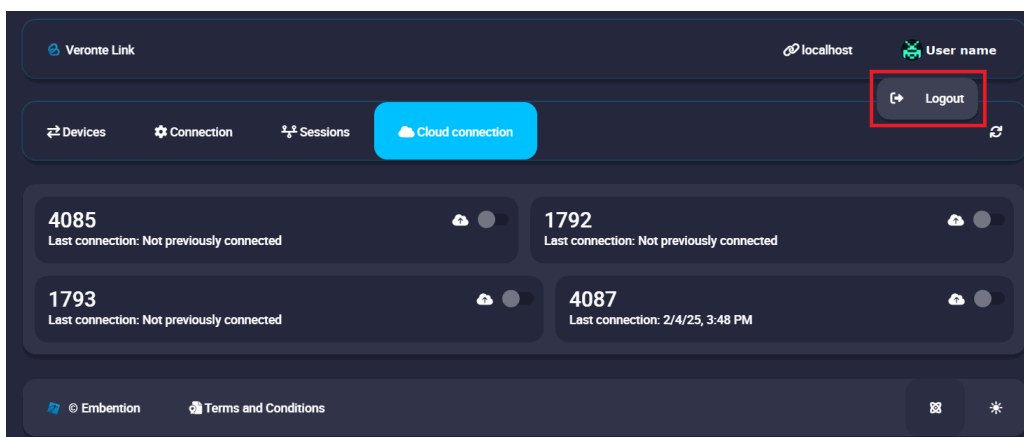 Veronte Link
localhost
User name
Logout
Devices
Connection
Sessions
Cloud connection
4085
Last connection: Not previously connected
1792
Last connection: Not previously connected
1793
Last connection: Not previously connected
4087
Last connection: 2/4/25, 3:48 PM
© Embention
Terms and Conditions